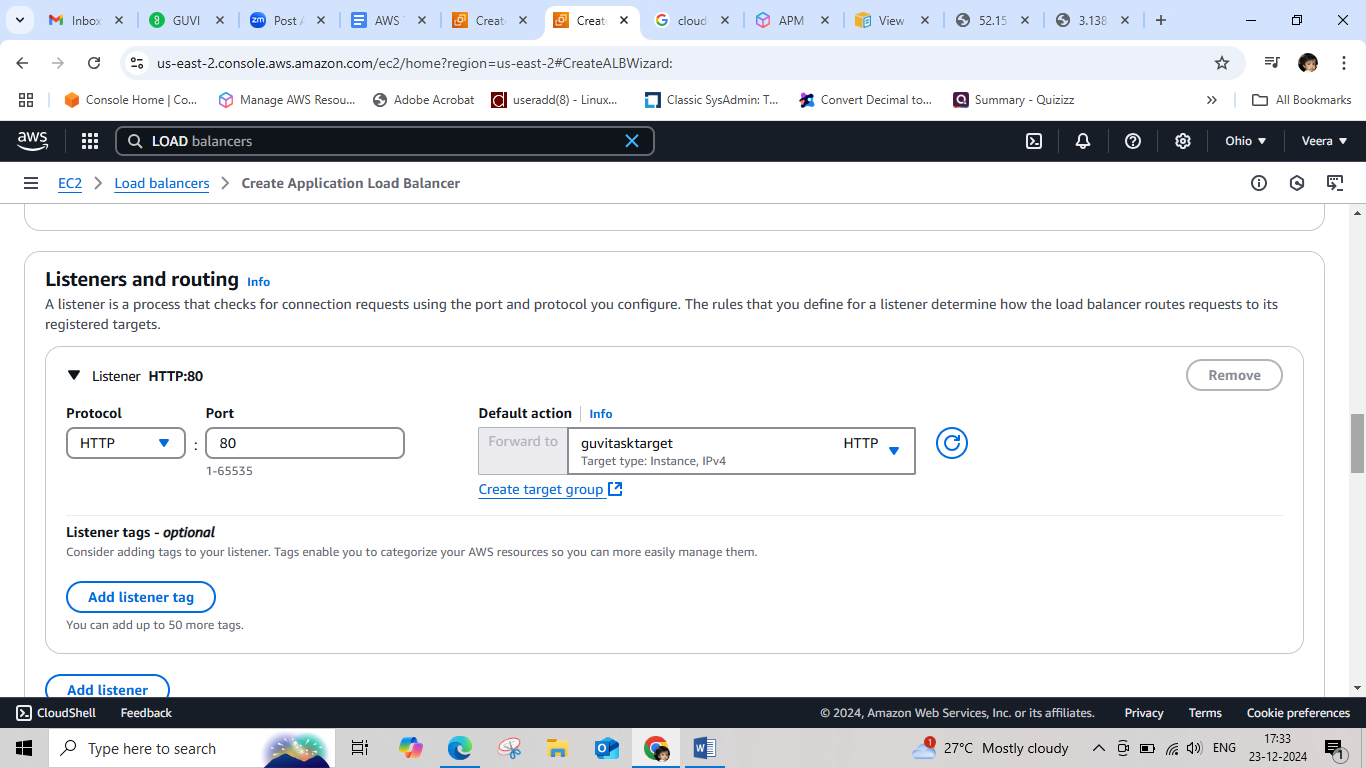 Inbox
GUVI
Post A
AWS T
Create
Create
cloud
APM
View
52.15
3.138
us-east-2.console.aws.amazon.com/ec2/home?region=us-east-2#CreateALBWizard:
Console Home | Co...
Manage AWS Resou...
Adobe Acrobat
useradd(8) - Linux...
Classic SysAdmin: T...
Convert Decimal to...
Summary - Quizizz
All Bookmarks
aws
LOAD balancers
Ohio
Veera
EC2
Load balancers
Create Application Load Balancer
Listeners and routing Info
A listener is a process that checks for connection requests using the port and protocol you configure. The rules that you define for a listener determine how the load balancer routes requests to its
registered targets.
Listener HTTP:80
Remove
Protocol
Port
Default action
Info
HTTP
:
80
Forward to
guvitasktarget
HTTP
Target type: Instance, IPv4
1-65535
Create target group
Listener tags - optional
Consider adding tags to your listener. Tags enable you to categorize your AWS resources so you can more easily manage them.
Add listener tag
You can add up to 50 more tags.
Add listener
CloudShell
Feedback
© 2024, Amazon Web Services, Inc. or its affiliates.
Privacy
Terms
Cookie preferences
Type here to search
1
27°C Mostly cloudy
ENG
17:33
23-12-2024
1